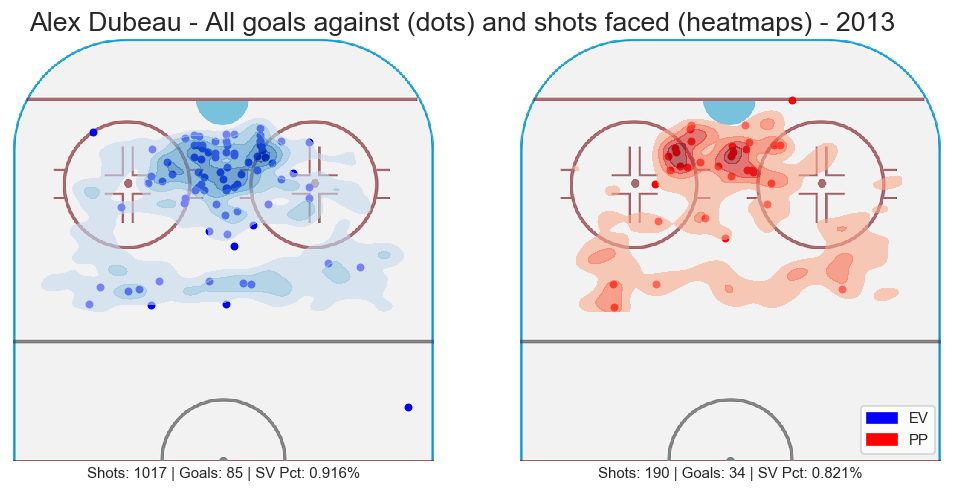 Alex Dubeau - All goals against (dots) and shots faced (heatmaps) - 2013
EV
PP
Shots: 1017 | Goals: 85 | SV Pct: 0.916%
Shots: 190 | Goals: 34 | SV Pct: 0.821%